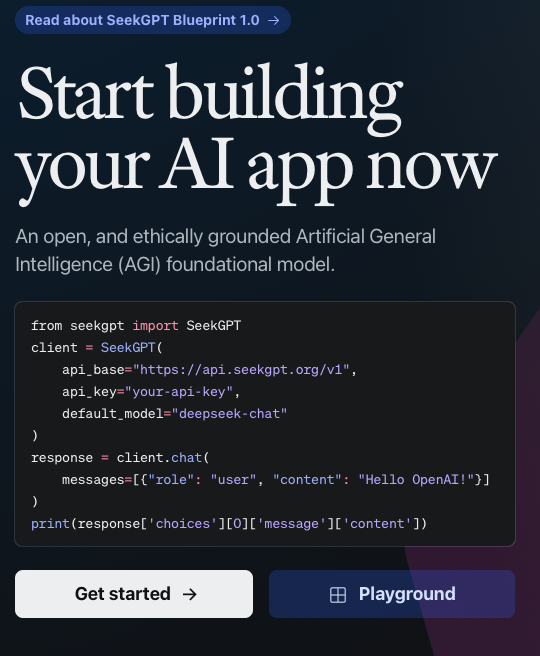 Read about SeekGPT Blueprint 1.0 →
Start building
your AI app now
An open, and ethically grounded Artificial General
Intelligence (AGI) foundational model.
from seekgpt import SeekGPT
client = SeekGPT(
    api_base="https://api.seekgpt.org/v1",
    api_key="your-api-key",
    default_model="deepseek-chat"
)
response = client.chat(
    messages=[{"role": "user", "content": "Hello OpenAI!"}]
)
print(response['choices'][0]['message']['content'])
Get started →
Playground